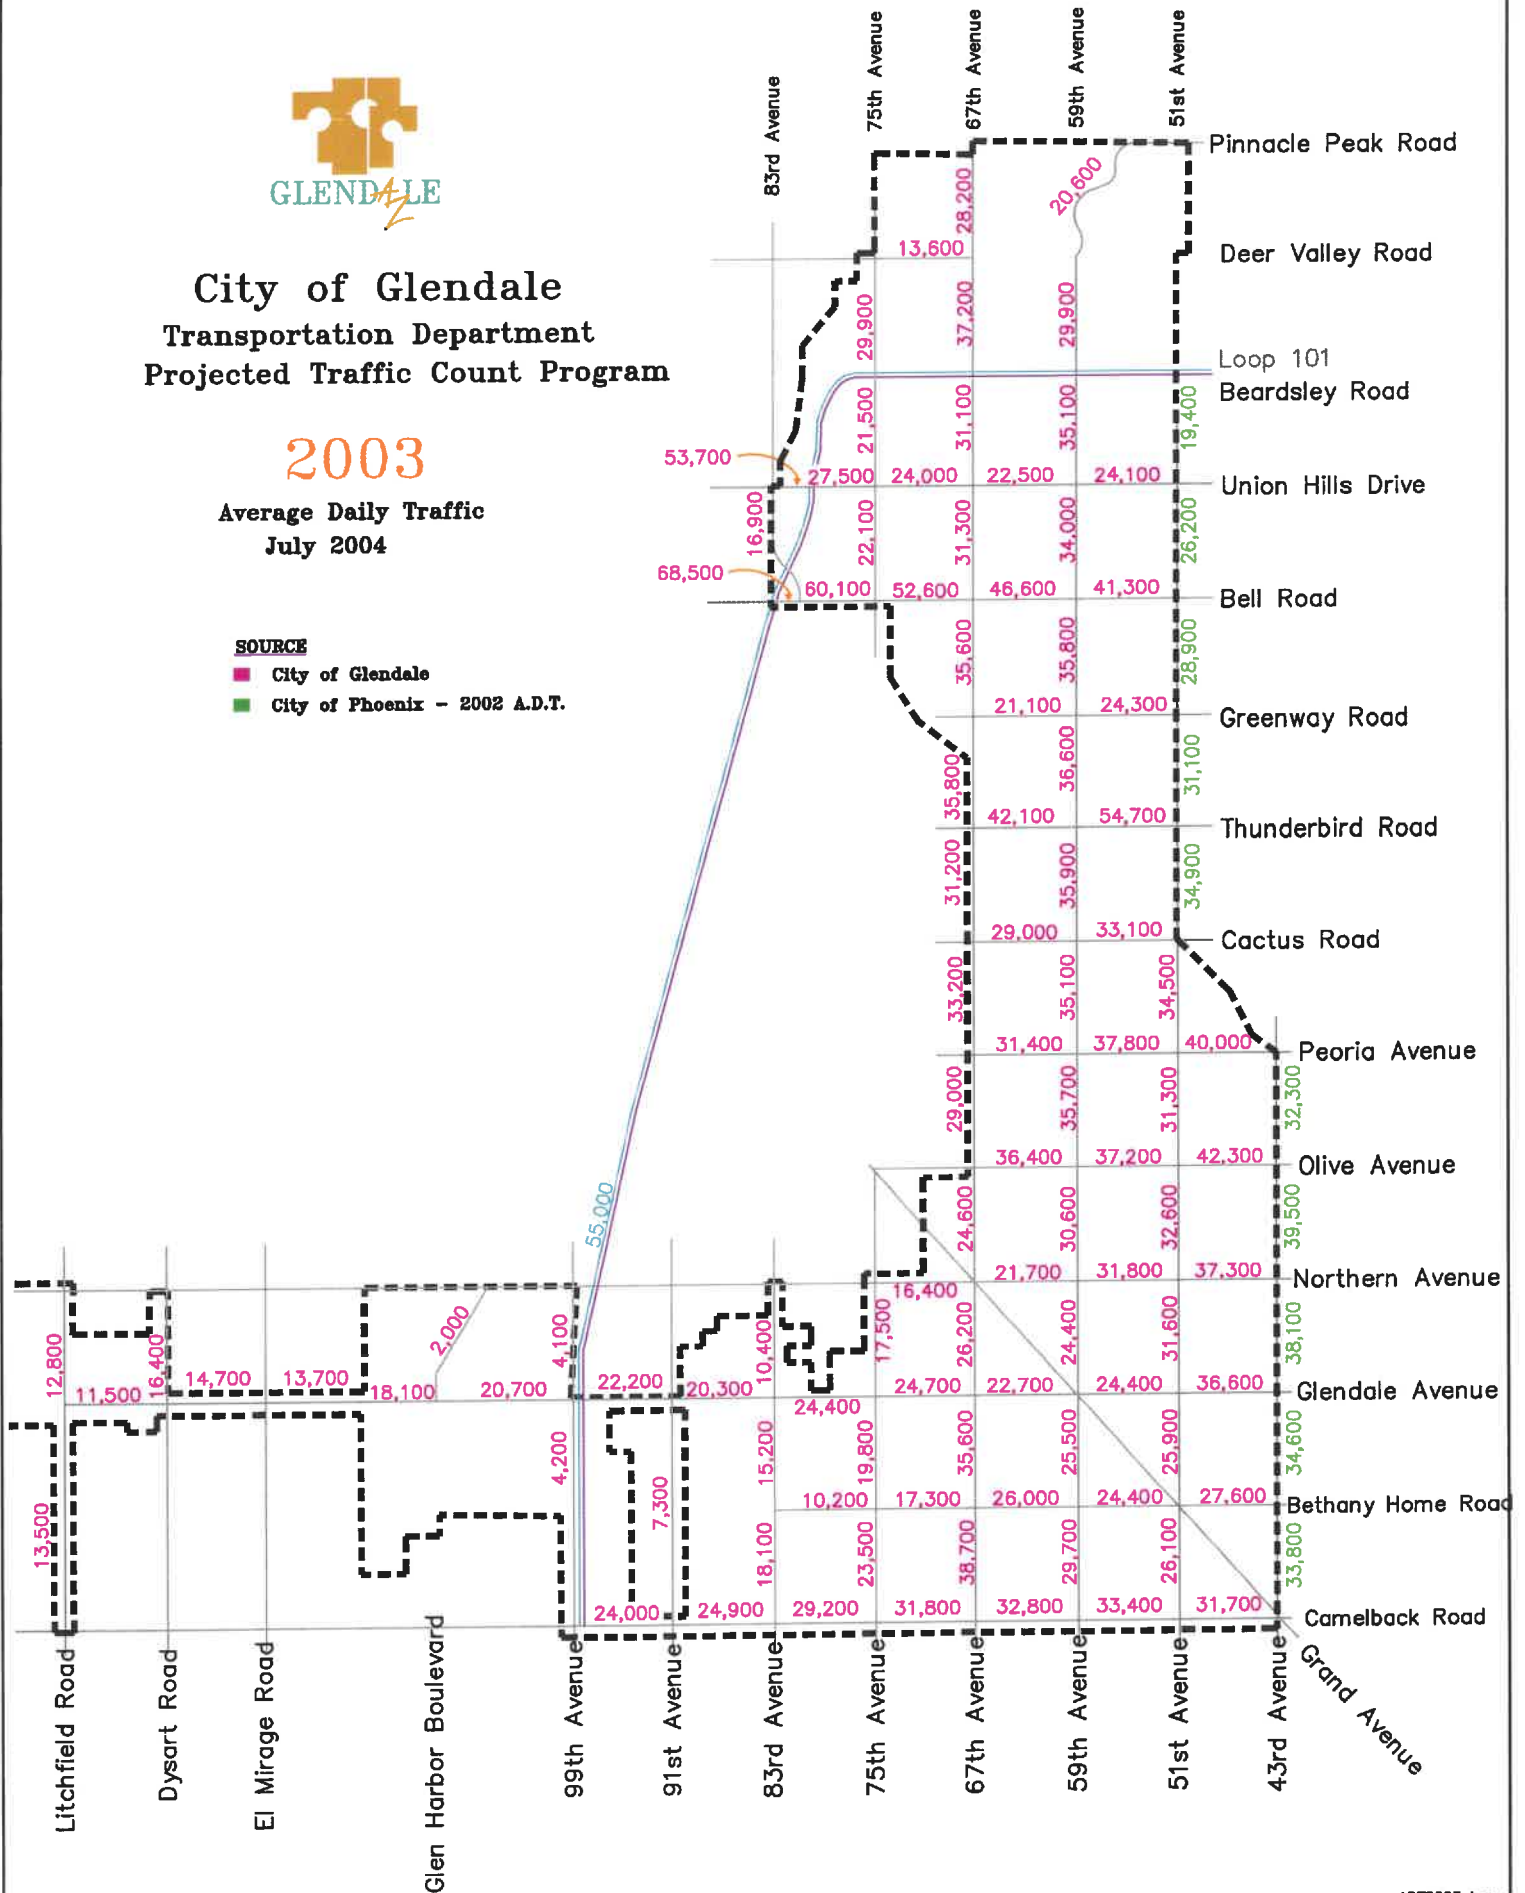 83rd Avenue
75th Avenue
67th Avenue
59th Avenue
51st Avenue
GLENDALE
AZ
City of Glendale
Transportation Department
Projected Traffic Count Program
2003
Average Daily Traffic
July 2004
SOURCE
City of Glendale
City of Phoenix - 2002 A.D.T.
Pinnacle Peak Road
28,200
20,600
13,600
Deer Valley Road
29,900
37,200
29,900
Loop 101
Beardsley Road
21,500
31,100
35,100
19,400
53,700
27,500 24,000 22,500 24,100
Union Hills Drive
16,900
22,100
31,300
34,000
26,200
68,500
60,100 52,600 46,600 41,300
Bell Road
35,600
35,800
28,900
21,100 24,300
Greenway Road
35,800
36,600
31,100
42,100 54,700
Thunderbird Road
31,200
35,900
34,900
29,000 33,100
Cactus Road
33,200
35,100
34,500
31,400 37,800 40,000
Peoria Avenue
29,000
35,700
31,300
32,300
36,400 37,200 42,300
Olive Avenue
55,000
24,600
30,600
32,600
39,500
16,400 21,700 31,800 37,300
Northern Avenue
12,800
16,400
2,000
4,100
10,400
17,500
26,200
24,400
31,600
38,100
11,500 14,700 13,700 18,100 20,700 22,200 20,300 24,400 24,700 22,700 24,400 36,600
Glendale Avenue
4,200
15,200
19,800
35,600
25,500
25,900
34,600
10,200 17,300 26,000 24,400 27,600
Bethany Home Road
13,500
7,300
18,100
23,500
38,700
29,700
26,100
33,800
24,000 24,900 29,200 31,800 32,800 33,400 31,700
Camelback Road
Litchfield Road
Dysart Road
El Mirage Road
Glen Harbor Boulevard
99th Avenue
91st Avenue
83rd Avenue
75th Avenue
67th Avenue
59th Avenue
51st Avenue
43rd Avenue
Grand Avenue